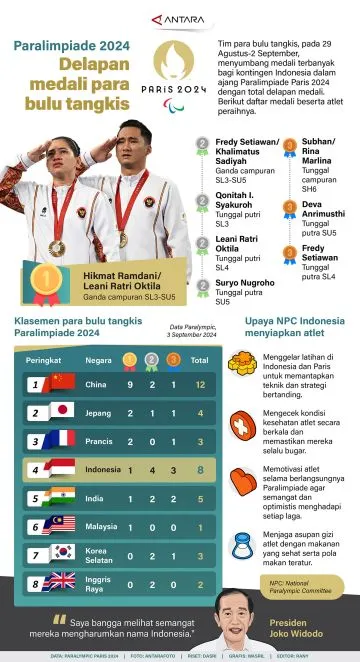 ANTARA
Paralimpiade 2024
Delapan
medali para
bulu tangkis
PARIS 2024
Tim para bulu tangkis, pada 29
Agustus-2 September,
menyumbang medali terbanyak
bagi kontingen Indonesia dalam
ajang Paralimpiade Paris 2024
dengan total delapan medali.
Berikut daftar medali beserta atlet
peraihnya.
2
Fredy Setiawan/
Khalimatus
Sadiyah
Ganda campuran
SL3-SU5
2
Qonitah I.
Syakuroh
Tunggal putri
SL3
2
Leani Ratri
Oktila
Tunggal putri
SL4
2
Suryo Nugroho
Tunggal putra
SU5
3
Subhan/
Rina
Marlina
Tunggal
campuran
SH6
3
Deva
Anrimusthi
Tunggal
putra SU5
3
Fredy
Setiawan
Tunggal
putra SL4
1
Hikmat Ramdani/
Leani Ratri Oktila
Ganda campuran SL3-SU5
Klasemen para bulu tangkis
Paralimpiade 2024
Data Paralympic,
3 September 2024
Peringkat Negara 1 2 3 Total
1 China 9 2 1 12
2 Jepang 2 1 1 4
3 Prancis 2 0 1 3
4 Indonesia 1 4 3 8
5 India 1 2 2 5
6 Malaysia 1 0 0 1
7 Korea
Selatan 0 2 1 3
8 Inggris
Raya 0 2 0 2
Upaya NPC Indonesia
menyiapkan atlet
Menggelar latihan di
Indonesia dan Paris
untuk memantapkan
teknik dan strategi
bertanding.
Mengecek kondisi
kesehatan atlet secara
berkala dan
memastikan mereka
selalu bugar.
Memotivasi atlet
selama berlangsungnya
Paralimpiade agar
semangat dan
optimistis menghadapi
setiap laga.
Menjaga asupan gizi
atlet dengan makanan
yang sehat serta pola
makan teratur.
NPC: National
Paralympic Committee
" Saya bangga melihat semangat
mereka mengharumkan nama Indonesia."
Presiden
Joko Widodo
DATA: PARALYMPIC PARIS 2024 | FOTO: ANTARAFOTO | RISET: DASRI | GRAFIS: WASRIL | EDITOR: RANY